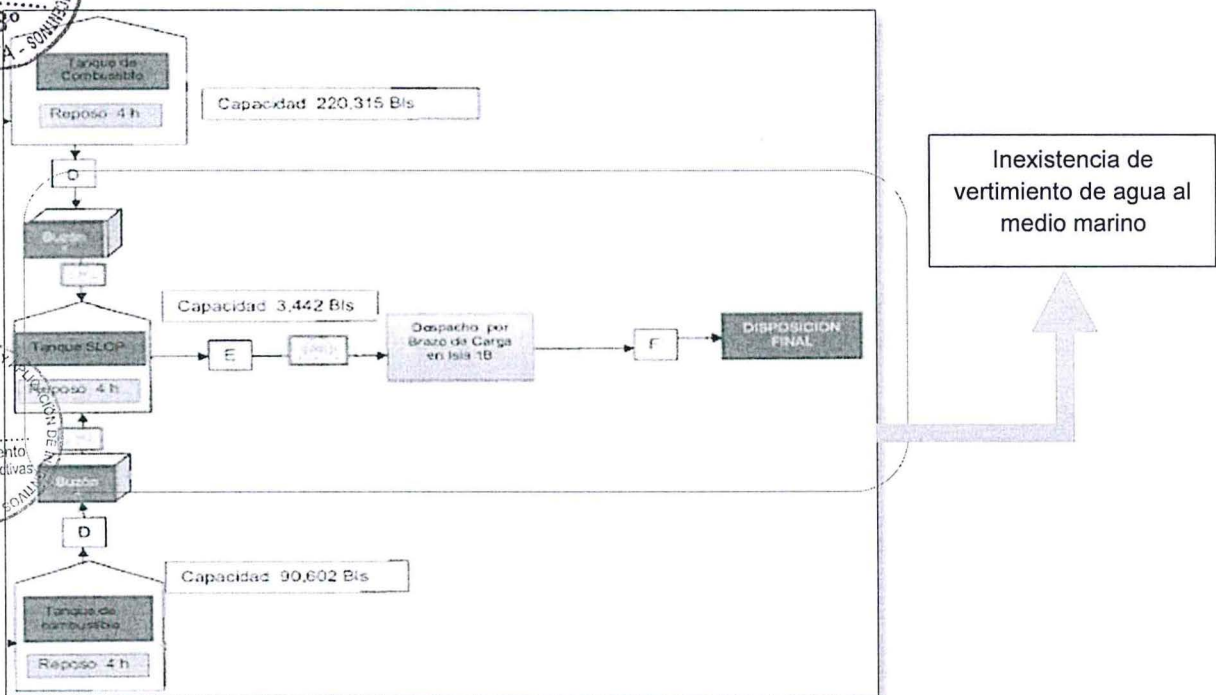 Tanque de
Combustible
Reposo 4 h
Capacidad 220,315 Bls
D
Buzón
Inexistencia de
vertimiento de agua al
medio marino
Capacidad 3,442 Bls
Tanque SLOP
Reposo 4 h
E
Despacho por
Brazo de Carga
en Isla 1B
F
DISPOSICION
FINAL
Buzón
D
Capacidad 90,602 Bls
Tanque de
combustible
Reposo 4 h